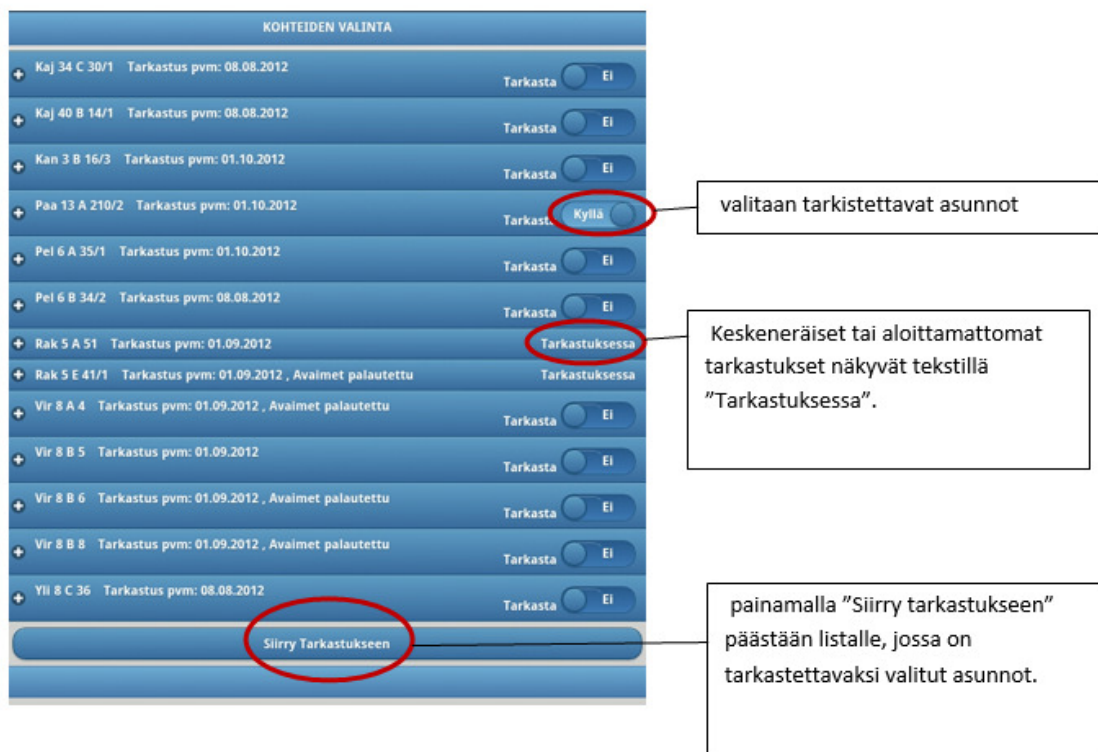 KOHTEIDEN VALINTA
Kaj 34 C 30/1 Tarkastus pvm: 08.08.2012
Tarkasta Ei
Kaj 40 B 14/1 Tarkastus pvm: 08.08.2012
Tarkasta Ei
Kan 3 B 16/3 Tarkastus pvm: 01.10.2012
Tarkasta Ei
Paa 13 A 210/2 Tarkastus pvm: 01.10.2012
Tarkasta Kyllä
valitaan tarkistettavat asunnot
Pel 6 A 35/1 Tarkastus pvm: 01.10.2012
Tarkasta Ei
Pel 6 B 34/2 Tarkastus pvm: 08.08.2012
Tarkasta Ei
Rak 5 A 51 Tarkastus pvm: 01.09.2012 Tarkastuksessa
Keskeneräiset tai aloittamattomat
tarkastukset näkyvät tekstillä
”Tarkastuksessa”.
Rak 5 E 41/1 Tarkastus pvm: 01.09.2012 , Avaimet palautettu Tarkastuksessa
Vir 8 A 4 Tarkastus pvm: 01.09.2012 , Avaimet palautettu
Tarkasta Ei
Vir 8 B 5 Tarkastus pvm: 01.09.2012
Tarkasta Ei
Vir 8 B 6 Tarkastus pvm: 01.09.2012 , Avaimet palautettu
Tarkasta Ei
Vir 8 B 8 Tarkastus pvm: 01.09.2012 , Avaimet palautettu
Tarkasta Ei
Yli 8 C 36 Tarkastus pvm: 08.08.2012
Tarkasta Ei
Siirry Tarkastukseen
painamalla ”Siirry tarkastukseen”
päästään listalle, jossa on
tarkastettavaksi valitut asunnot.